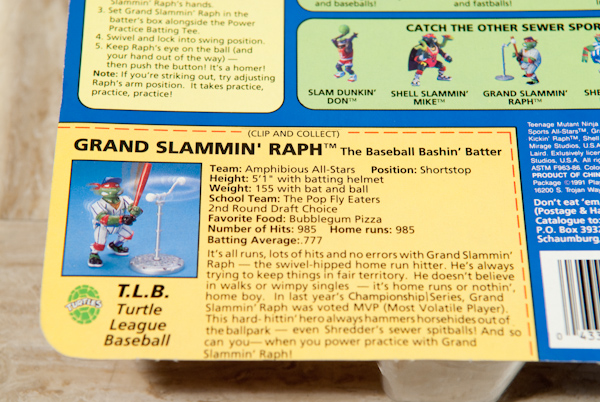 Slammin' Raph's hands.
3. Set Grand Slammin' Raph in the
batter's box alongside the Power
Practice Batting Tee.
4. Swivel and lock into swing position.
5. Keep Raph's eye on the ball (and
your hand out of the way) —
then push the button! It's a homer!
Note: If you're striking out, try adjusting
Raph's arm position. It takes practice,
practice, practice!
and baseballs!
and fastballs!
CATCH THE OTHER SEWER SPOR
SLAM DUNKIN'
DON™
SHELL SLAMMIN'
MIKE™
GRAND SLAMMIN'
RAPH™
SHE
(CLIP AND COLLECT)
GRAND SLAMMIN' RAPH™ The Baseball Bashin' Batter
Team: Amphibious All-Stars Position: Shortstop
Height: 5'1" with batting helmet
Weight: 155 with bat and ball
School Team: The Pop Fly Eaters
2nd Round Draft Choice
Favorite Food: Bubblegum Pizza
Number of Hits: 985 Home runs: 985
Batting Average:.777
It's all runs, lots of hits and no errors with Grand Slammin'
Raph — the swivel-hipped home run hitter. He's always
trying to keep things in fair territory. He doesn't believe
in walks or wimpy singles — it's home runs or nothin',
home boy. In last year's Championship Series, Grand
Slammin' Raph was voted MVP (Most Volatile Player).
This hard- hittin' hero always hammers horsehides out of
the ballpark — even Shredder's sewer spitballs! And so
can you— when you power practice with Grand
Slammin' Raph!
TURTLES
T.L.B.
Turtle
League
Baseball
Teenage Mutant Ninja
Sports All-Stars™, Gr
Kickin' Raph™, Shell
Mirage Studios, U.S.A
Laird. Exlusively licen
Studios, U.S.A. All rig
ASTM F963-86. Colors
PRODUCT OF CHIN
Package ©1991 Play
16200 S. Trojan Way
Don't eat 'em
(Postage & Ha
Catalogue to:
P.O. Box 3937
Schaumburg,
0 433